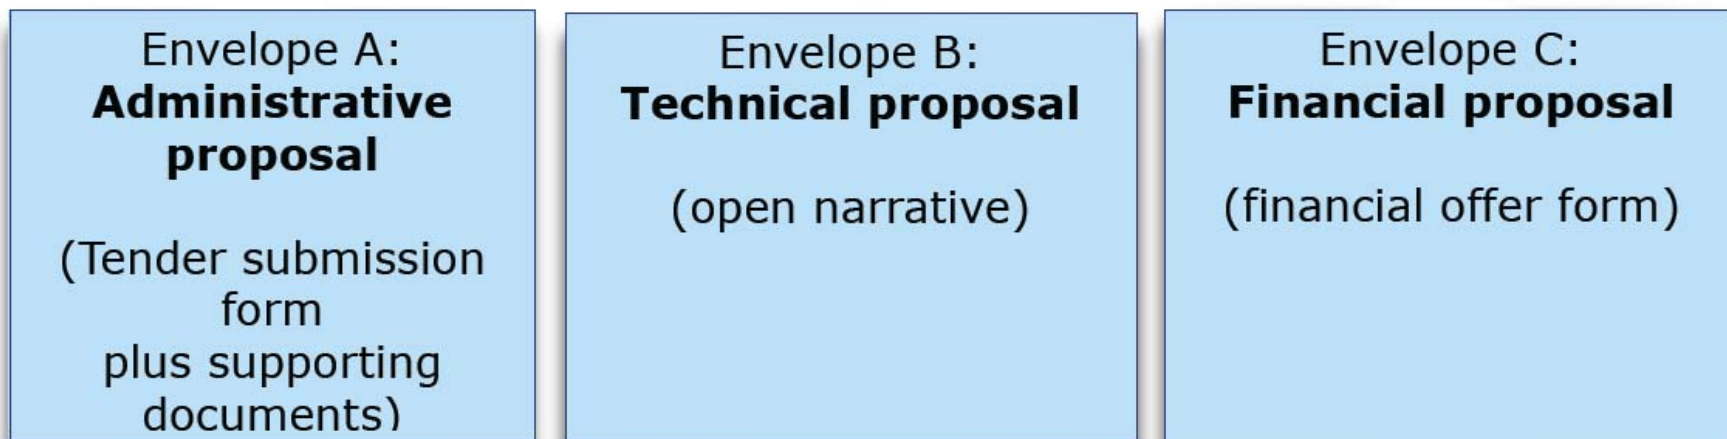 Envelope A:
Administrative
proposal
(Tender submission
form
plus supporting
documents)
Envelope B:
Technical proposal
(open narrative)
Envelope C:
Financial proposal
(financial offer form)